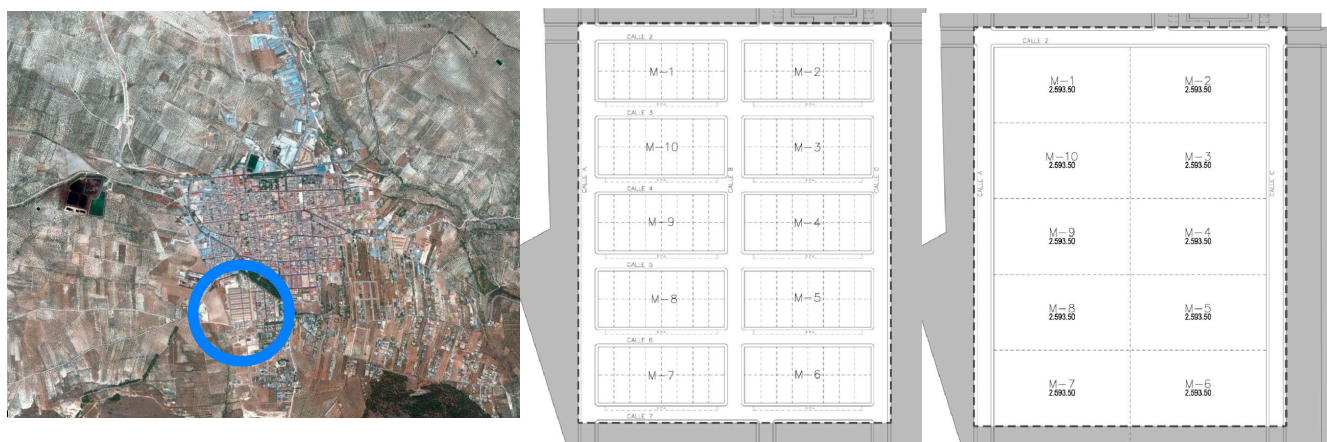 CALLE 2
M-1
M-2
CALLE 3
M-10
M-3
CALLE A
CALLE B
CALLE C
CALLE 4
M-9
M-4
CALLE 5
M-8
M-5
CALLE 6
M-7
M-6
CALLE 7
CALLE 2
M-1
2.593.50
M-2
2.593.50
M-10
2.593.50
M-3
2.593.50
CALLE A
CALLE C
M-9
2.593.50
M-4
2.593.50
M-8
2.593.50
M-5
2.593.50
M-7
2.593.50
M-6
2.593.50